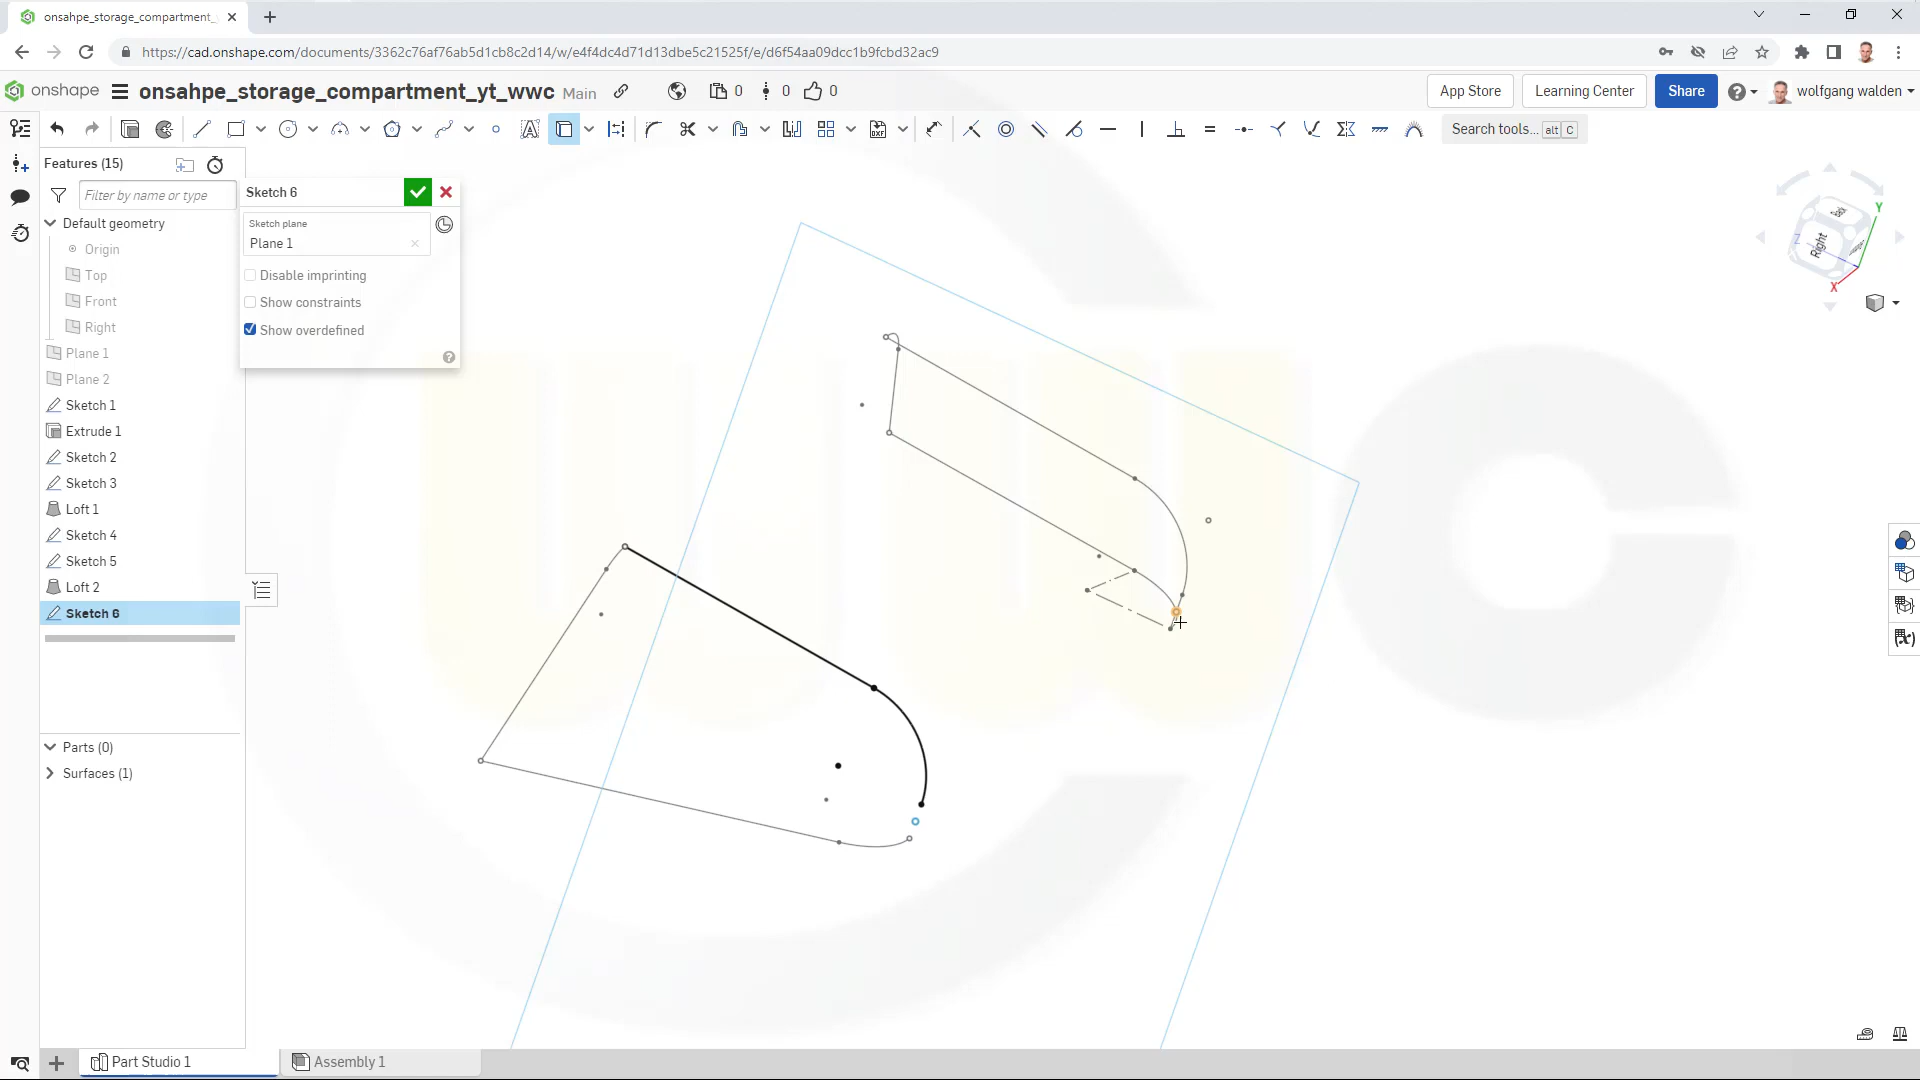 onsahpe_storage_compartment_
https://cad.onshape.com/documents/3362c76af76ab5d1cb8c2d14/w/e4f4dc4d71d13dbe5c21525f/e/d6f54aa09dcc1b9fcbd32ac9
onshape onsahpe_storage_compartment_yt_wwc Main 0 0 0 App Store Learning Center Share wolfgang walden
Search tools... alt C
Features (15)
Filter by name or type
Sketch 6
Sketch plane
Plane 1
Disable imprinting
Show constraints
Show overdefined
Default geometry
Origin
Top
Front
Right
Plane 1
Plane 2
Sketch 1
Extrude 1
Sketch 2
Sketch 3
Loft 1
Sketch 4
Sketch 5
Loft 2
Sketch 6
Parts (0)
Surfaces (1)
Right
Y
Z
X
Part Studio 1
Assembly 1